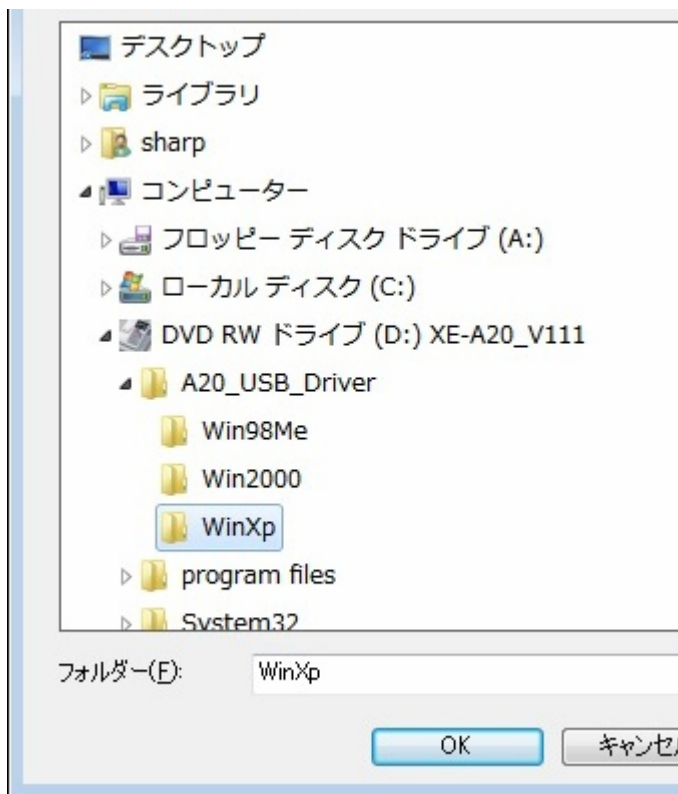 デスクトップ
ライブラリ
sharp
コンピューター
フロッピー ディスク ドライブ (A:)
ローカル ディスク (C:)
DVD RW ドライブ (D:) XE-A20_V111
A20_USB_Driver
Win98Me
Win2000
WinXp
program files
System32
フォルダー(F): WinXp
OK キャンセル